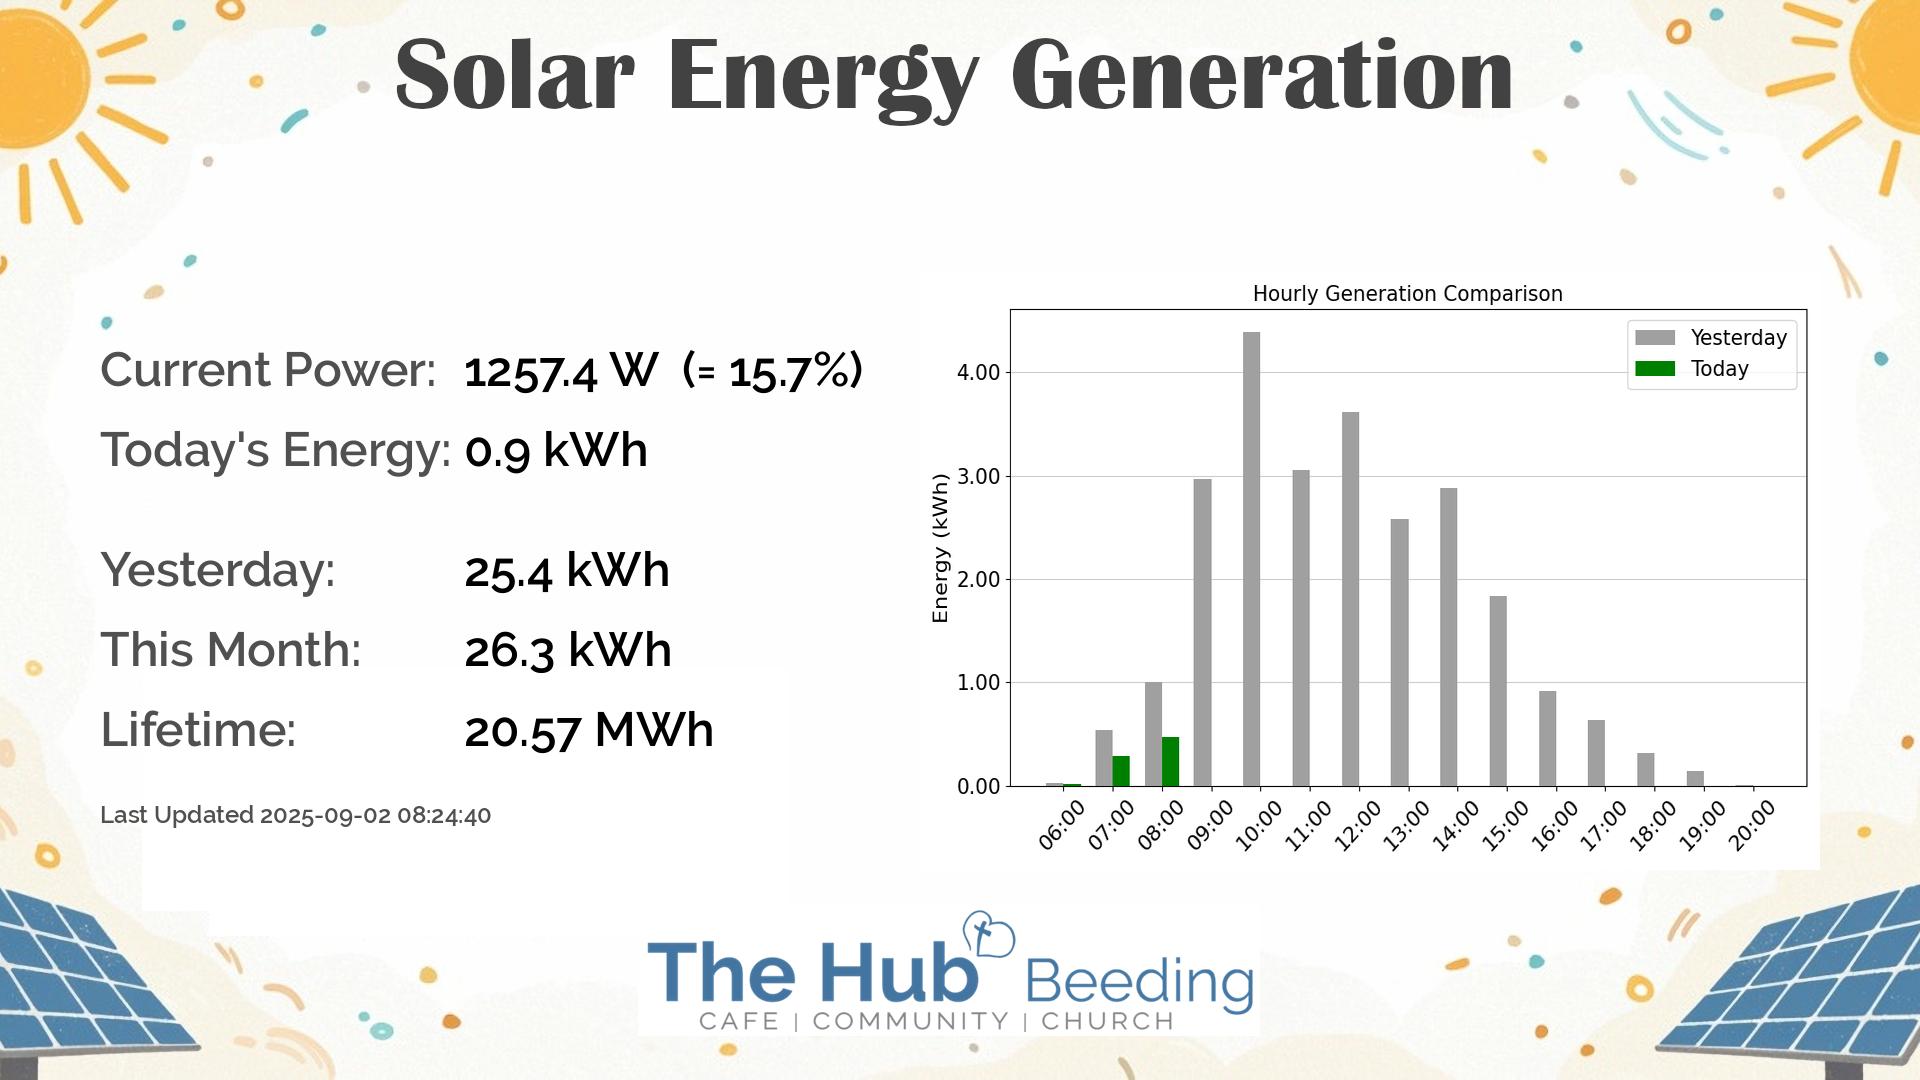 Solar Energy Generation
Current Power: 1257.4 W (= 15.7%)
Today's Energy: 0.9 kWh
Yesterday: 25.4 kWh
This Month: 26.3 kWh
Lifetime: 20.57 MWh
Last Updated 2025-09-02 08:24:40
Hourly Generation Comparison
Yesterday
Today
Energy (kWh)
4.00
3.00
2.00
1.00
0.00
06:00 07:00 08:00 09:00 10:00 11:00 12:00 13:00 14:00 15:00 16:00 17:00 18:00 19:00 20:00
The Hub Beeding
CAFE | COMMUNITY | CHURCH